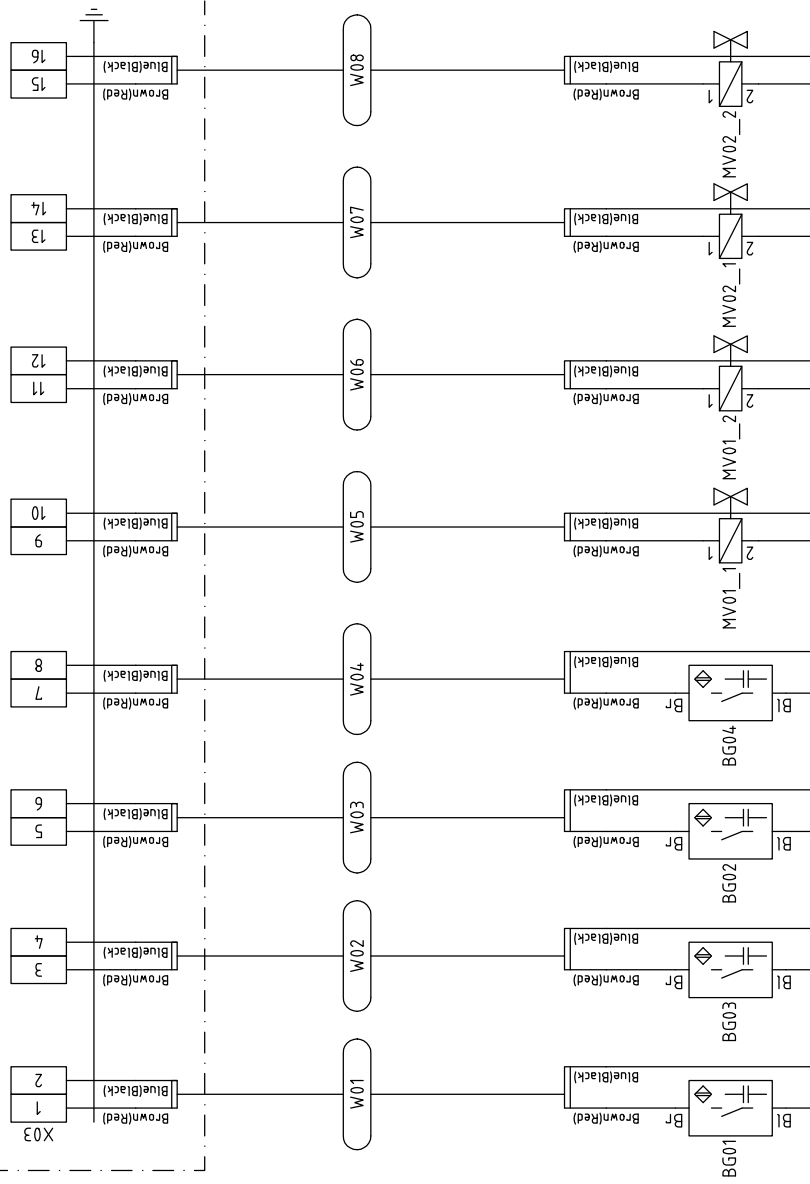 16
15
Blue(Black)
Brown(Red)
W08
Blue(Black)
Brown(Red)
1
2
MV02_2
14
13
Blue(Black)
Brown(Red)
W07
Blue(Black)
Brown(Red)
1
2
MV02_1
12
11
Blue(Black)
Brown(Red)
W06
Blue(Black)
Brown(Red)
1
2
MV01_2
10
9
Blue(Black)
Brown(Red)
W05
Blue(Black)
Brown(Red)
1
2
MV01_1
8
7
Blue(Black)
Brown(Red)
W04
Blue(Black)
Brown(Red)
Br
Bl
BG04
6
5
Blue(Black)
Brown(Red)
W03
Blue(Black)
Brown(Red)
Br
Bl
BG02
4
3
Blue(Black)
Brown(Red)
W02
Blue(Black)
Brown(Red)
Br
Bl
BG03
2
1
X03
Blue(Black)
Brown(Red)
W01
Blue(Black)
Brown(Red)
Br
Bl
BG01